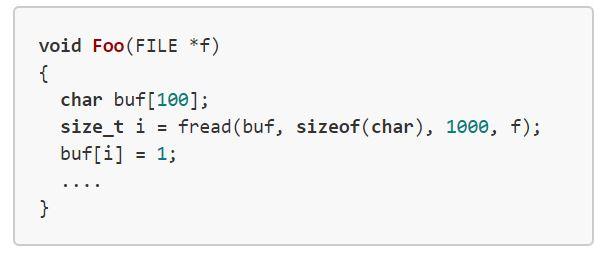 void Foo(FILE *f)
{
  char buf[100];
  size_t i = fread(buf, sizeof(char), 1000, f);
  buf[i] = 1;
  ....
}